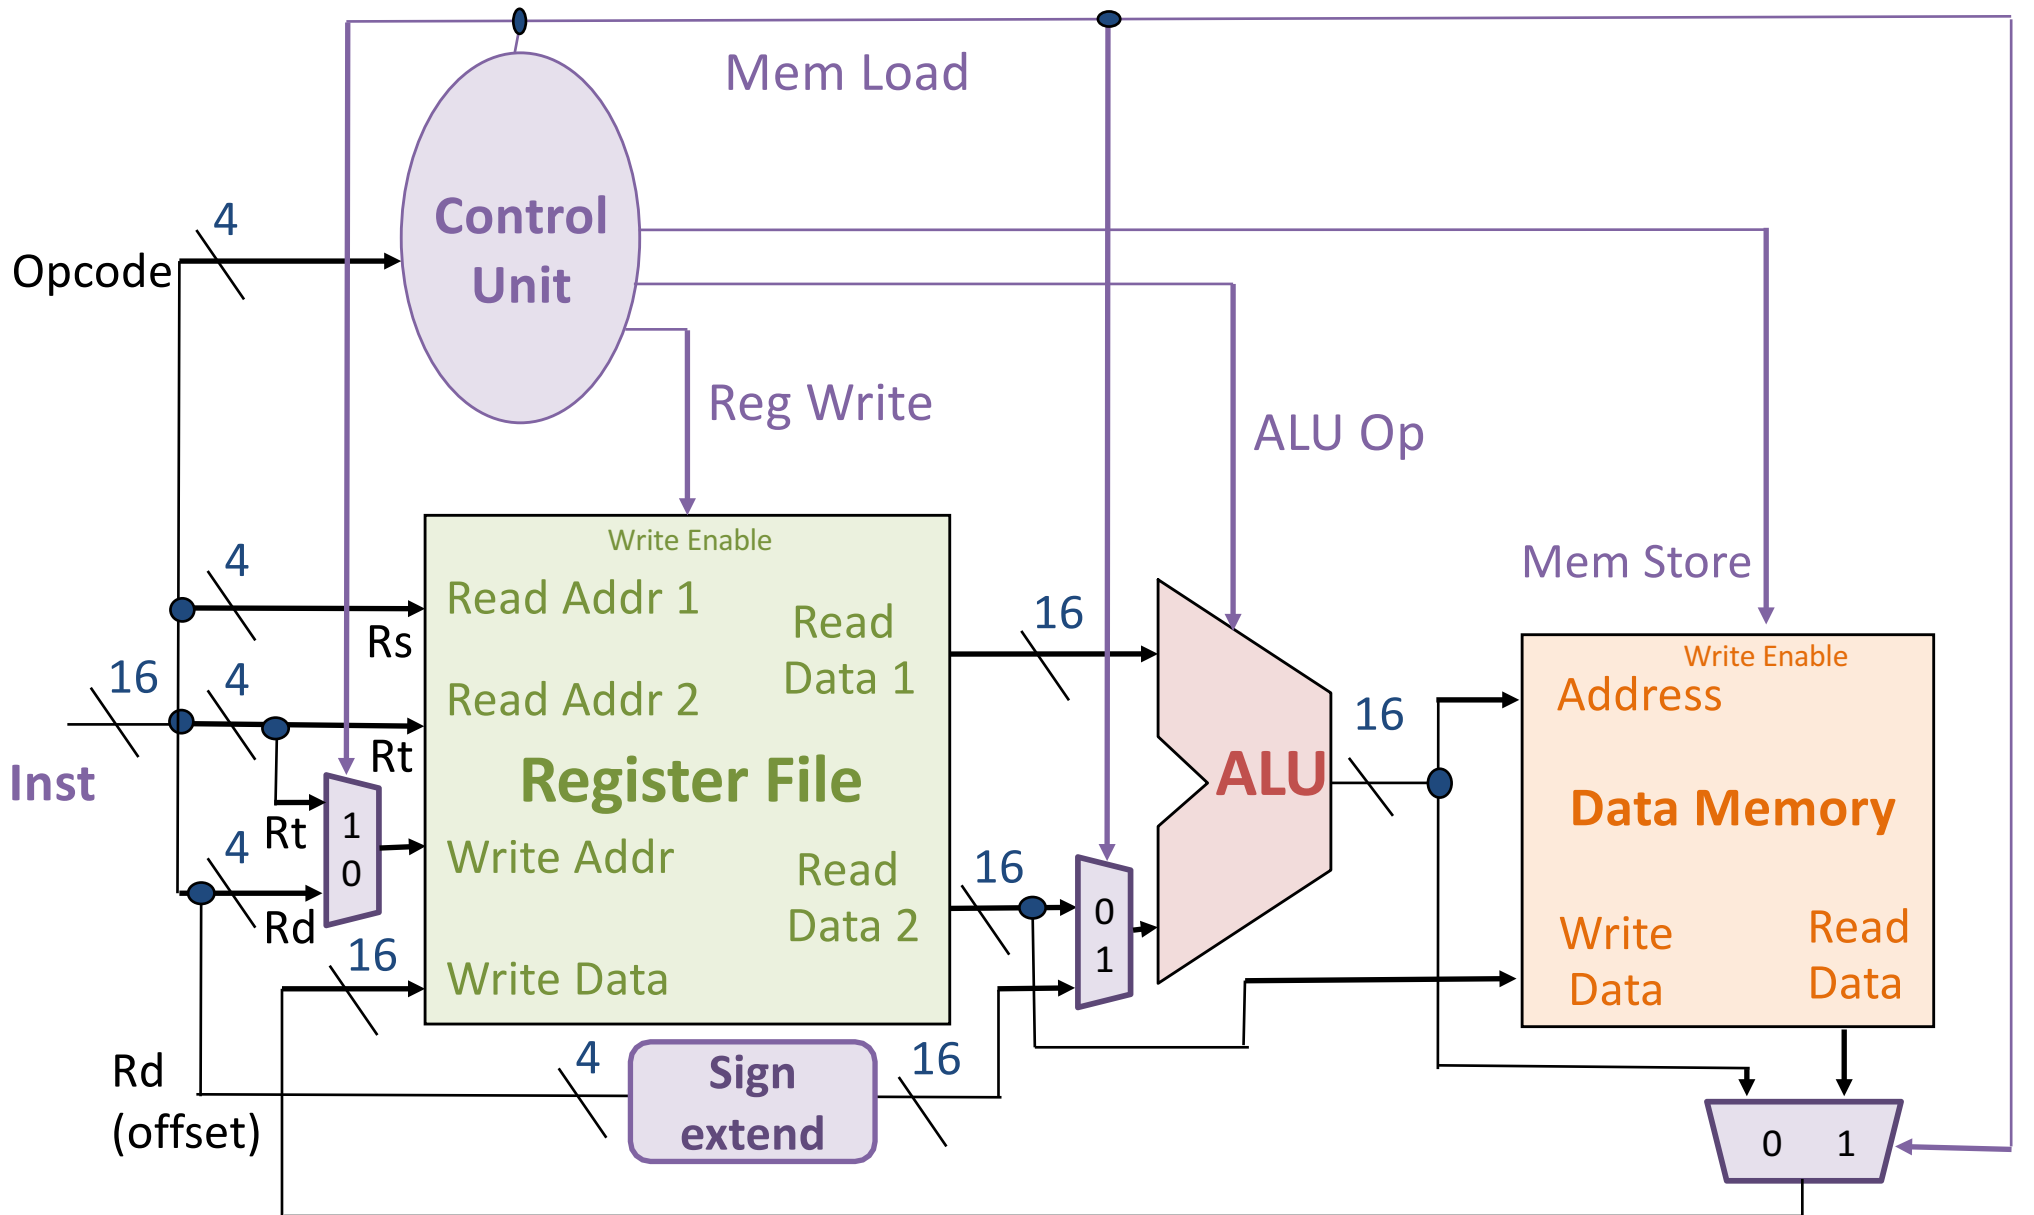 Mem Load
Control
Unit
4
Opcode
Reg Write
ALU Op
Write Enable
Mem Store
4
Read Addr 1
Rs
Read
Data 1
16
Write Enable
16
4
Read Addr 2
Rt
Address
16
Inst
Register File
ALU
Data Memory
Rt
1
0
4
Write Addr
Rd
Read
Data 2
16
0
1
Write
Data
Read
Data
16
Write Data
Rd
(offset)
4
Sign
extend
16
0 1